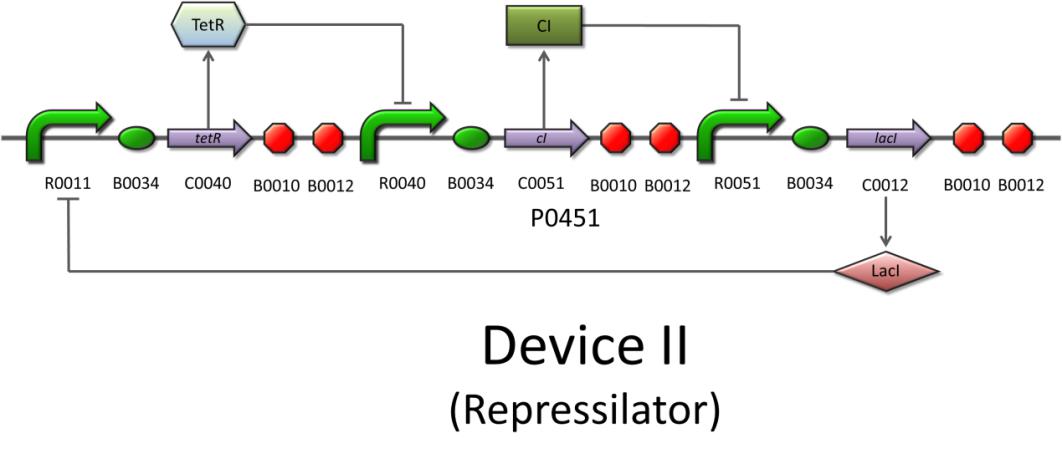 TetR CI
tetR cI lacI
R0011 B0034 C0040 B0010 B0012 R0040 B0034 C0051 B0010 B0012 R0051 B0034 C0012 B0010 B0012
P0451
LacI
Device II
(Repressilator)